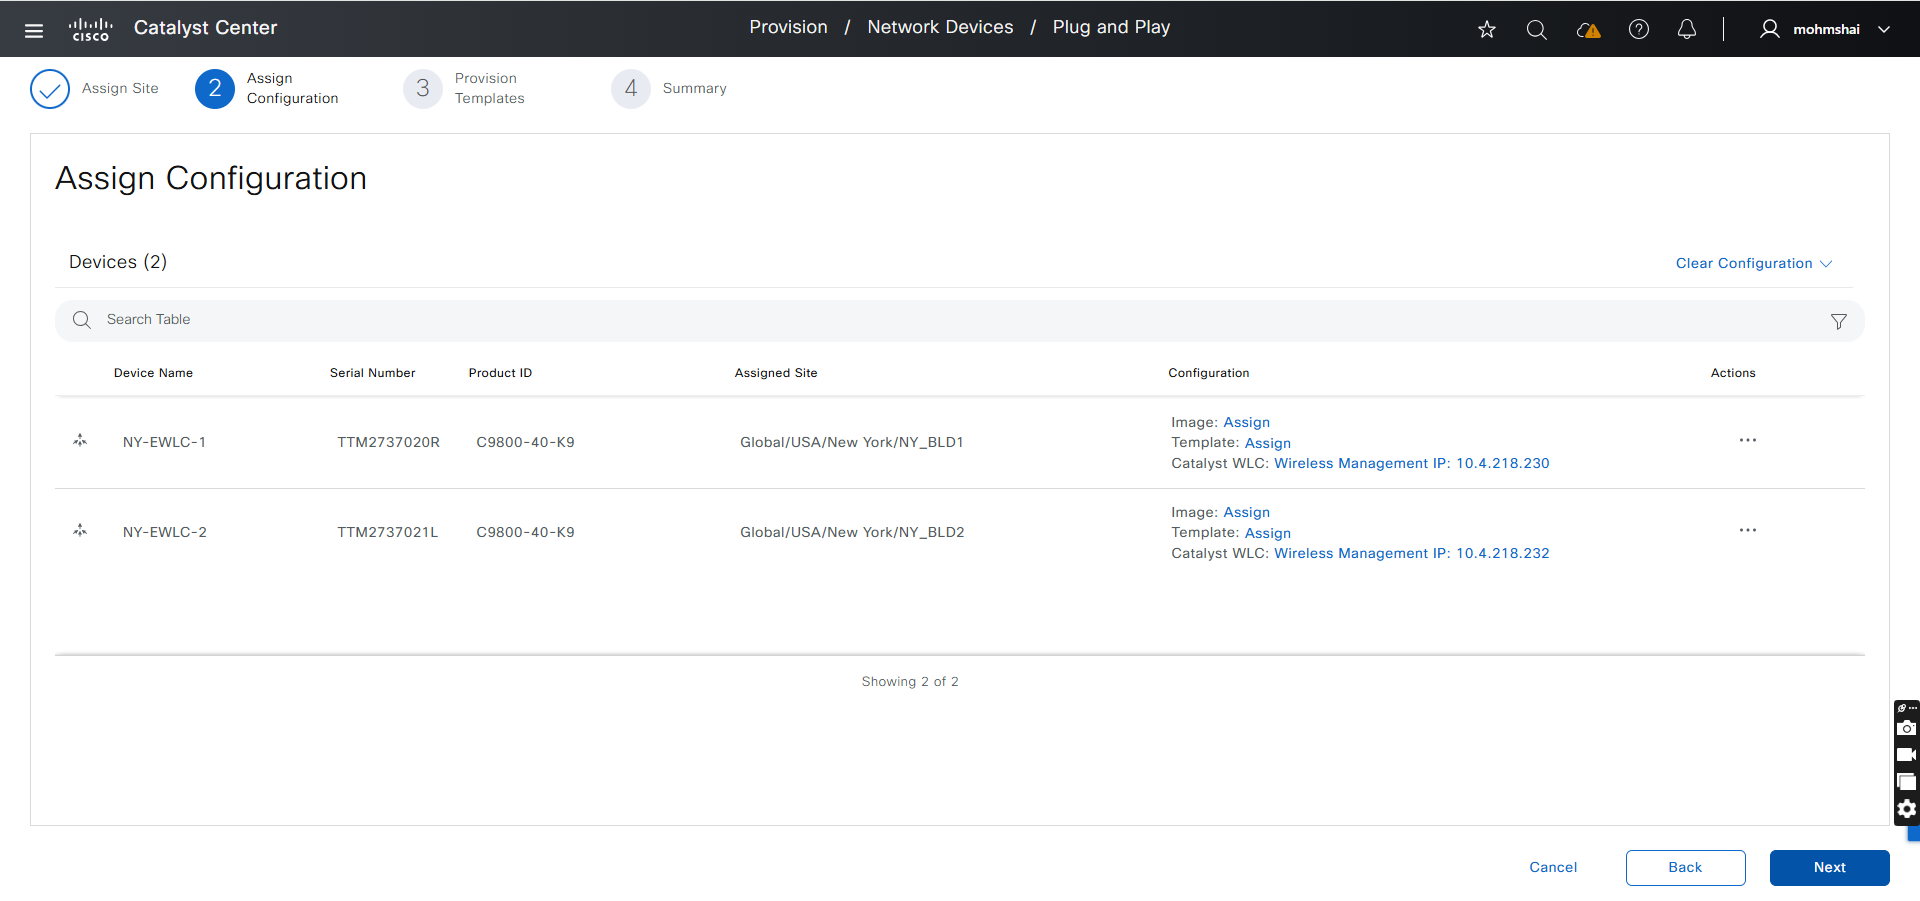 cisco Catalyst Center
Provision / Network Devices / Plug and Play
mohmshai
Assign Site
2 Assign Configuration
3 Provision Templates
4 Summary
Assign Configuration
Devices (2)
Clear Configuration
Search Table
Device Name Serial Number Product ID Assigned Site Configuration Actions
NY-EWLC-1 TTM2737020R C9800-40-K9 Global/USA/New York/NY_BLD1
Image: Assign
Template: Assign
Catalyst WLC: Wireless Management IP: 10.4.218.230
NY-EWLC-2 TTM2737021L C9800-40-K9 Global/USA/New York/NY_BLD2
Image: Assign
Template: Assign
Catalyst WLC: Wireless Management IP: 10.4.218.232
Showing 2 of 2
Cancel Back Next